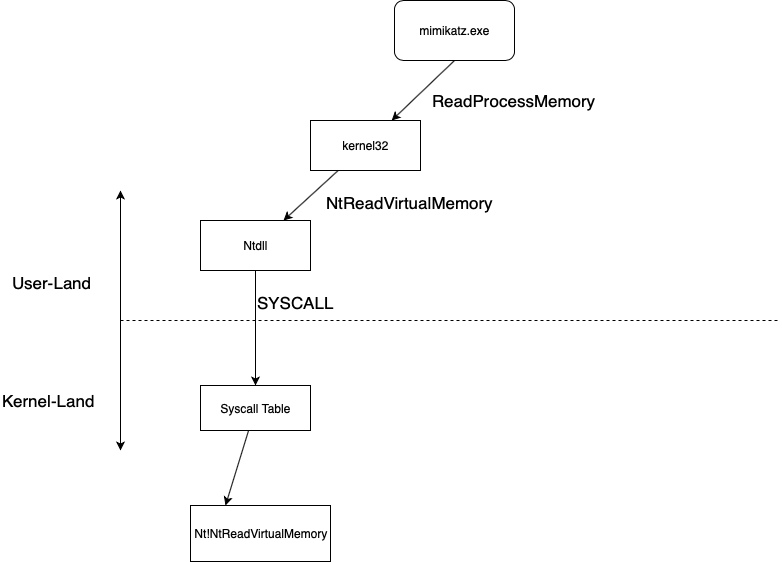 mimikatz.exe
ReadProcessMemory
kernel32
NtReadVirtualMemory
Ntdll
User-Land
SYSCALL
Kernel-Land
Syscall Table
Nt!NtReadVirtualMemory